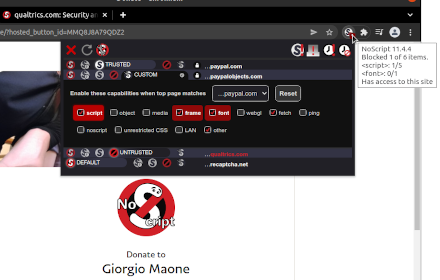 qualtrics.com: Security ar
e/?hosted_button_id=MMQ8J8A79QDZ2
NoScript 11.4.4
Blocked 1 of 6 items.
<script>: 1/5
<font>: 0/1
Has access to this site
TRUSTED ...paypal.com
CUSTOM ...paypalobjects.com
Enable these capabilities when top page matches ...paypal.com Reset
script object media frame font webgl fetch ping
noscript unrestricted CSS LAN other
UNTRUSTED ...qualtrics.com
DEFAULT ...recaptcha.net
No
cript
Donate to
Giorgio Maone